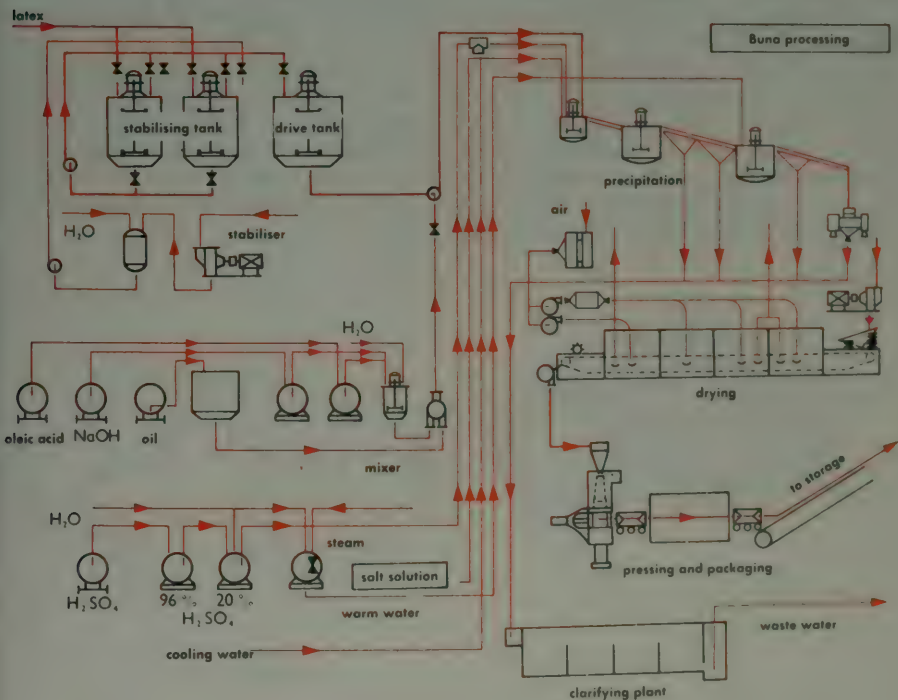 latex
Buna processing
stabilising tank
drive tank
precipitation
air
H₂O
stabiliser
H₂O
drying
oleic acid
NaOH
oil
mixer
to storage
H₂O
steam
salt solution
pressing and packaging
H₂SO₄
96 %
20 %
H₂SO₄
warm water
waste water
cooling water
clarifying plant